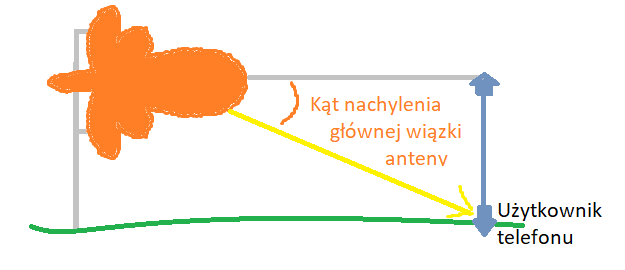 Kąt nachylenia
głównej wiązki
anteny
Użytkownik
telefonu